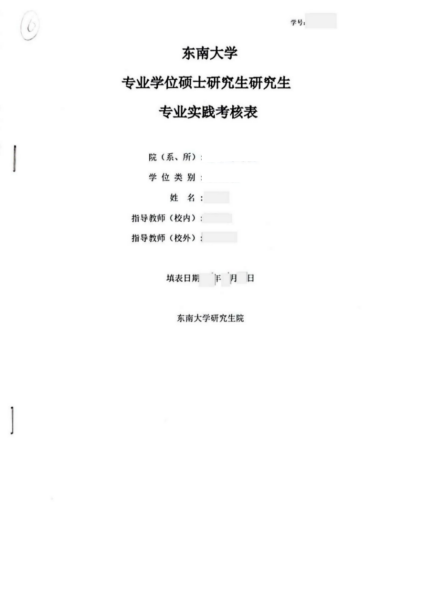 学号:
东南大学
专业学位硕士研究生研究生
专业实践考核表
院（系、所）:
学 位 类 别 :
姓 名 :
指导教师（校内）:
指导教师（校外）:
填表日期 年 月 日
东南大学研究生院